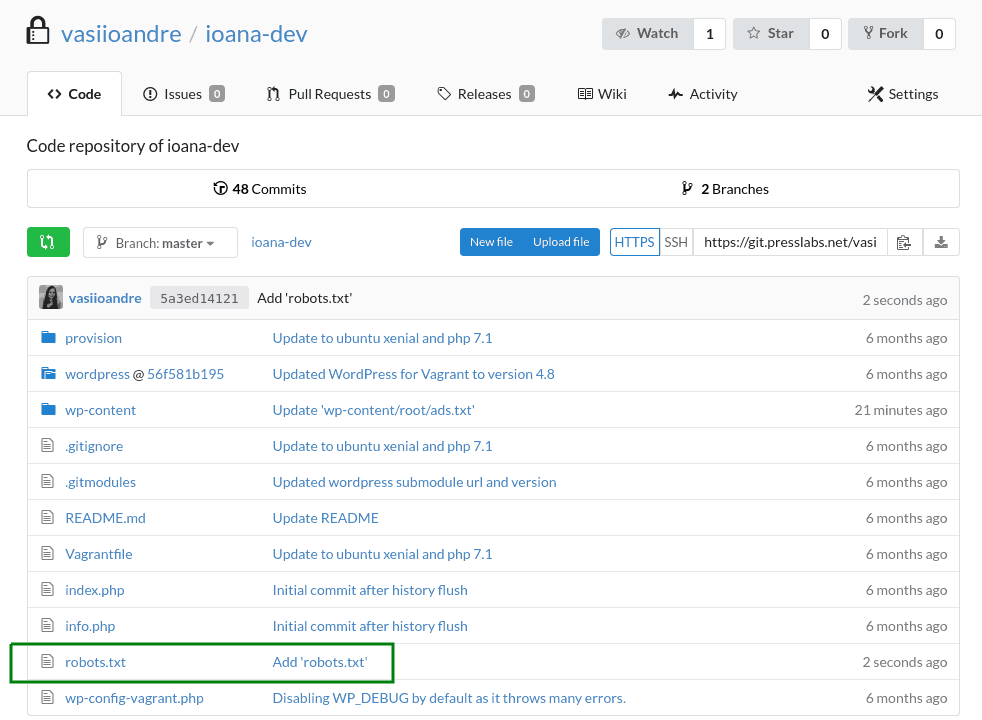 vasiioandre / ioana-dev
Watch 1 Star 0 Fork 0
Code Issues 0 Pull Requests 0 Releases 0 Wiki Activity Settings
Code repository of ioana-dev
48 Commits 2 Branches
Branch: master ioana-dev New file Upload file HTTPS SSH https://git.presslabs.net/vasi
vasiioandre 5a3ed14121 Add 'robots.txt' 2 seconds ago
provision Update to ubuntu xenial and php 7.1 6 months ago
wordpress @ 56f581b195 Updated WordPress for Vagrant to version 4.8 6 months ago
wp-content Update 'wp-content/root/ads.txt' 21 minutes ago
.gitignore Update to ubuntu xenial and php 7.1 6 months ago
.gitmodules Updated wordpress submodule url and version 6 months ago
README.md Update README 6 months ago
Vagrantfile Update to ubuntu xenial and php 7.1 6 months ago
index.php Initial commit after history flush 6 months ago
info.php Initial commit after history flush 6 months ago
robots.txt Add 'robots.txt' 2 seconds ago
wp-config-vagrant.php Disabling WP_DEBUG by default as it throws many errors. 6 months ago